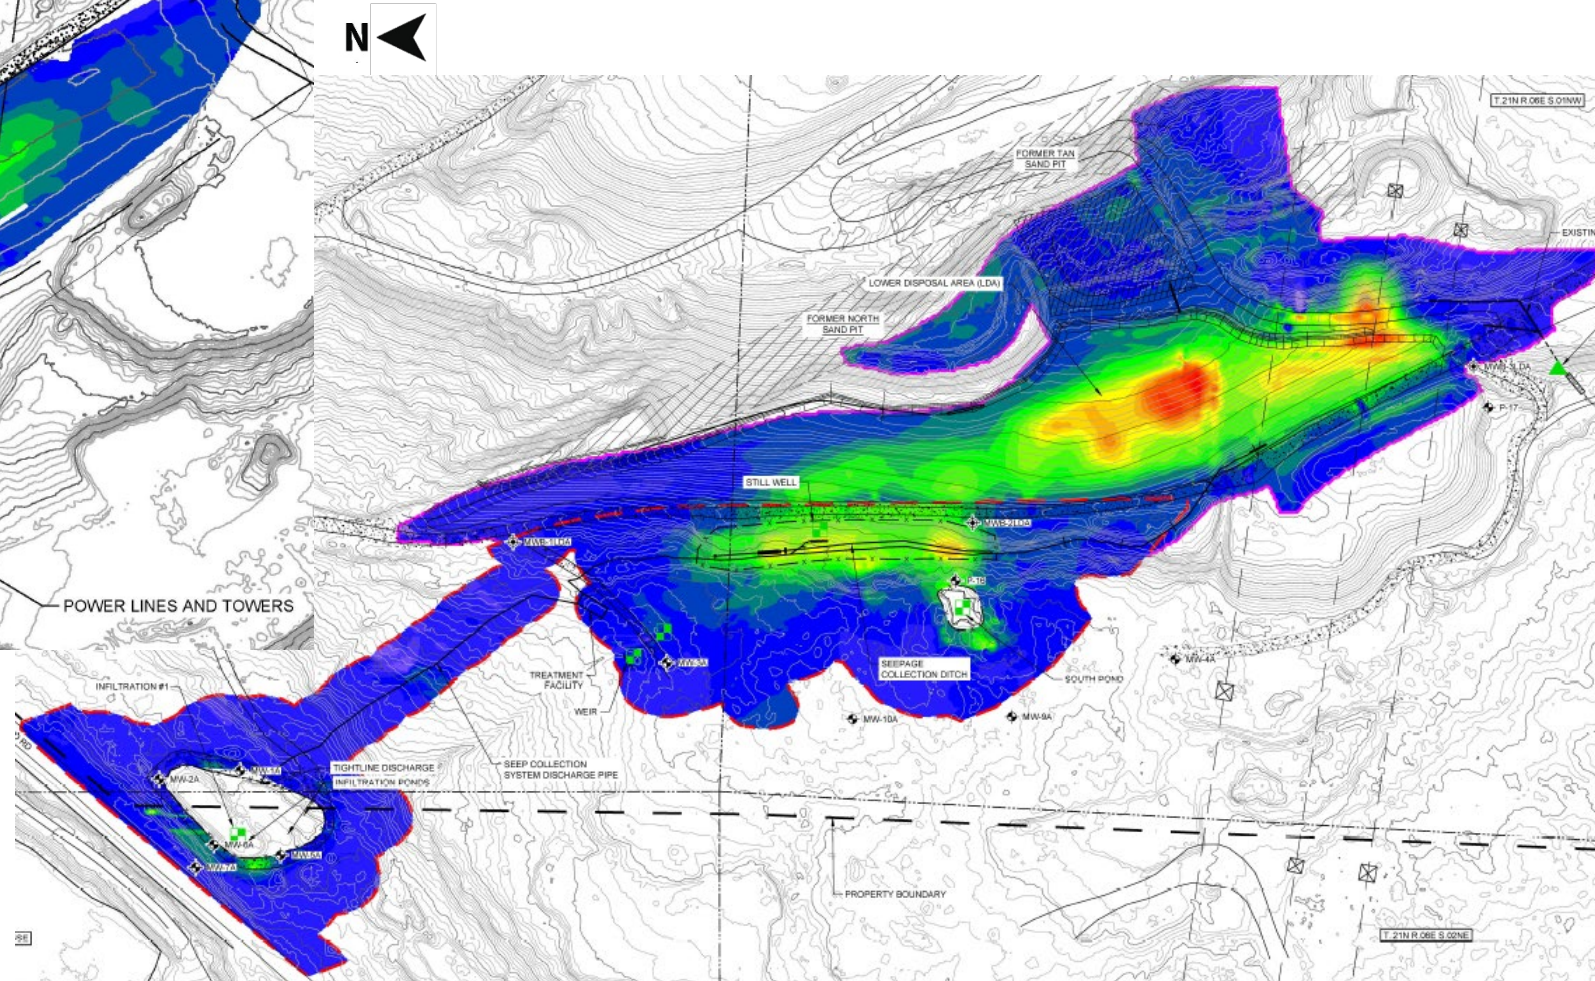 N
T.21N R.06E S.01NW
FORMER TAN
SAND PIT
LOWER DISPOSAL AREA (LDA)
FORMER NORTH
SAND PIT
EXISTIN
MWB-3LDA
P-17
STILL WELL
MWB-2LDA
MWB-1LDA
P-16
POWER LINES AND TOWERS
MW-3A
MW-4A
SEEPAGE
COLLECTION DITCH
SOUTH POND
TREATMENT
FACILITY
INFILTRATION #1
WEIR
MW-10A
MW-9A
RD
SEEP COLLECTION
SYSTEM DISCHARGE PIPE
TIGHTLINE DISCHARGE
INFILTRATION PONDS
MW-1A
MW-2A
MW-6A
MW-5A
MW-7A
PROPERTY BOUNDARY
T.21N R.06E S.02NE